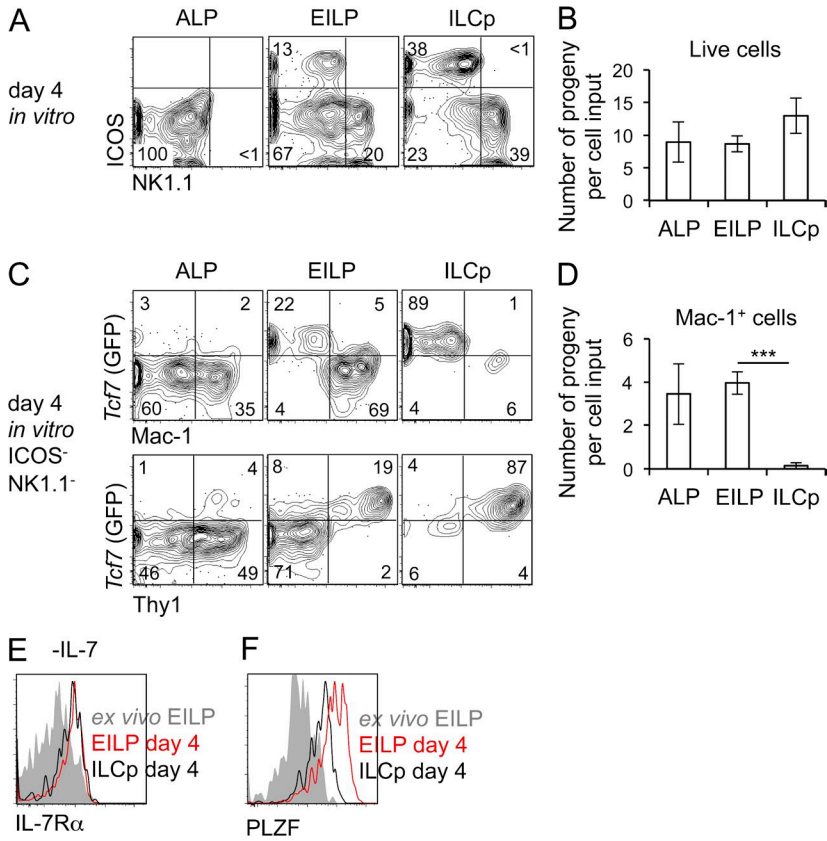 A
ALP
EILP
ILCp
day 4
in vitro
ICOS
100
<1
13
67
20
38
<1
23
39
NK1.1
B
Live cells
Number of progeny
per cell input
20
15
10
5
0
ALP
EILP
ILCp
C
ALP
EILP
ILCp
day 4
in vitro
ICOS-
NK1.1-
Tcf7 (GFP)
3
2
60
35
22
5
4
69
89
1
4
6
Mac-1
Tcf7 (GFP)
1
4
46
49
8
19
71
2
4
87
6
4
Thy1
D
Mac-1+ cells
Number of progeny
per cell input
6
4
2
0
***
ALP
EILP
ILCp
E
-IL-7
ex vivo EILP
EILP day 4
ILCp day 4
IL-7Rα
F
ex vivo EILP
EILP day 4
ILCp day 4
PLZF